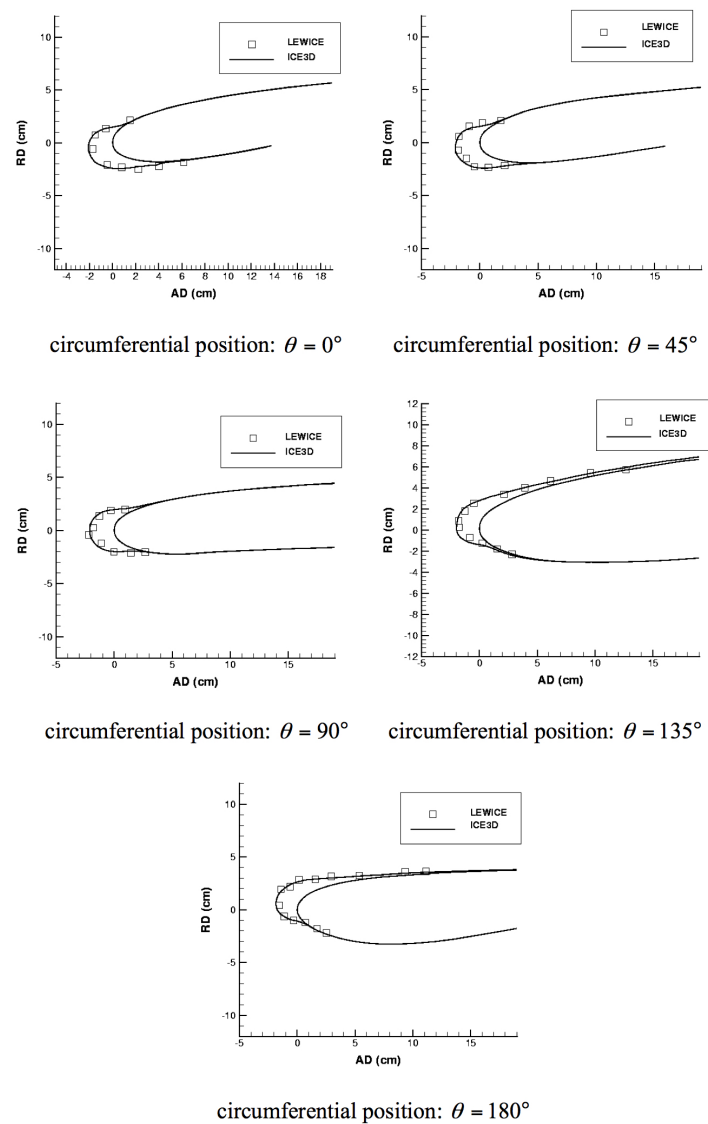 10
5
0
-5
-10
RD (cm)
-4 -2 0 2 4 6 8 10 12 14 16 18
AD (cm)
LEWICE
ICE3D
10
5
0
-5
-10
RD (cm)
-5 0 5 10 15
AD (cm)
LEWICE
ICE3D
circumferential position: θ = 0°
circumferential position: θ = 45°
10
5
0
-5
-10
RD (cm)
-5 0 5 10 15
AD (cm)
LEWICE
ICE3D
12
10
8
6
4
2
0
-2
-4
-6
-8
-10
-12
RD (cm)
-5 0 5 10 15
AD (cm)
LEWICE
ICE3D
circumferential position: θ = 90°
circumferential position: θ = 135°
10
5
0
-5
-10
RD (cm)
-5 0 5 10 15
AD (cm)
LEWICE
ICE3D
circumferential position: θ = 180°